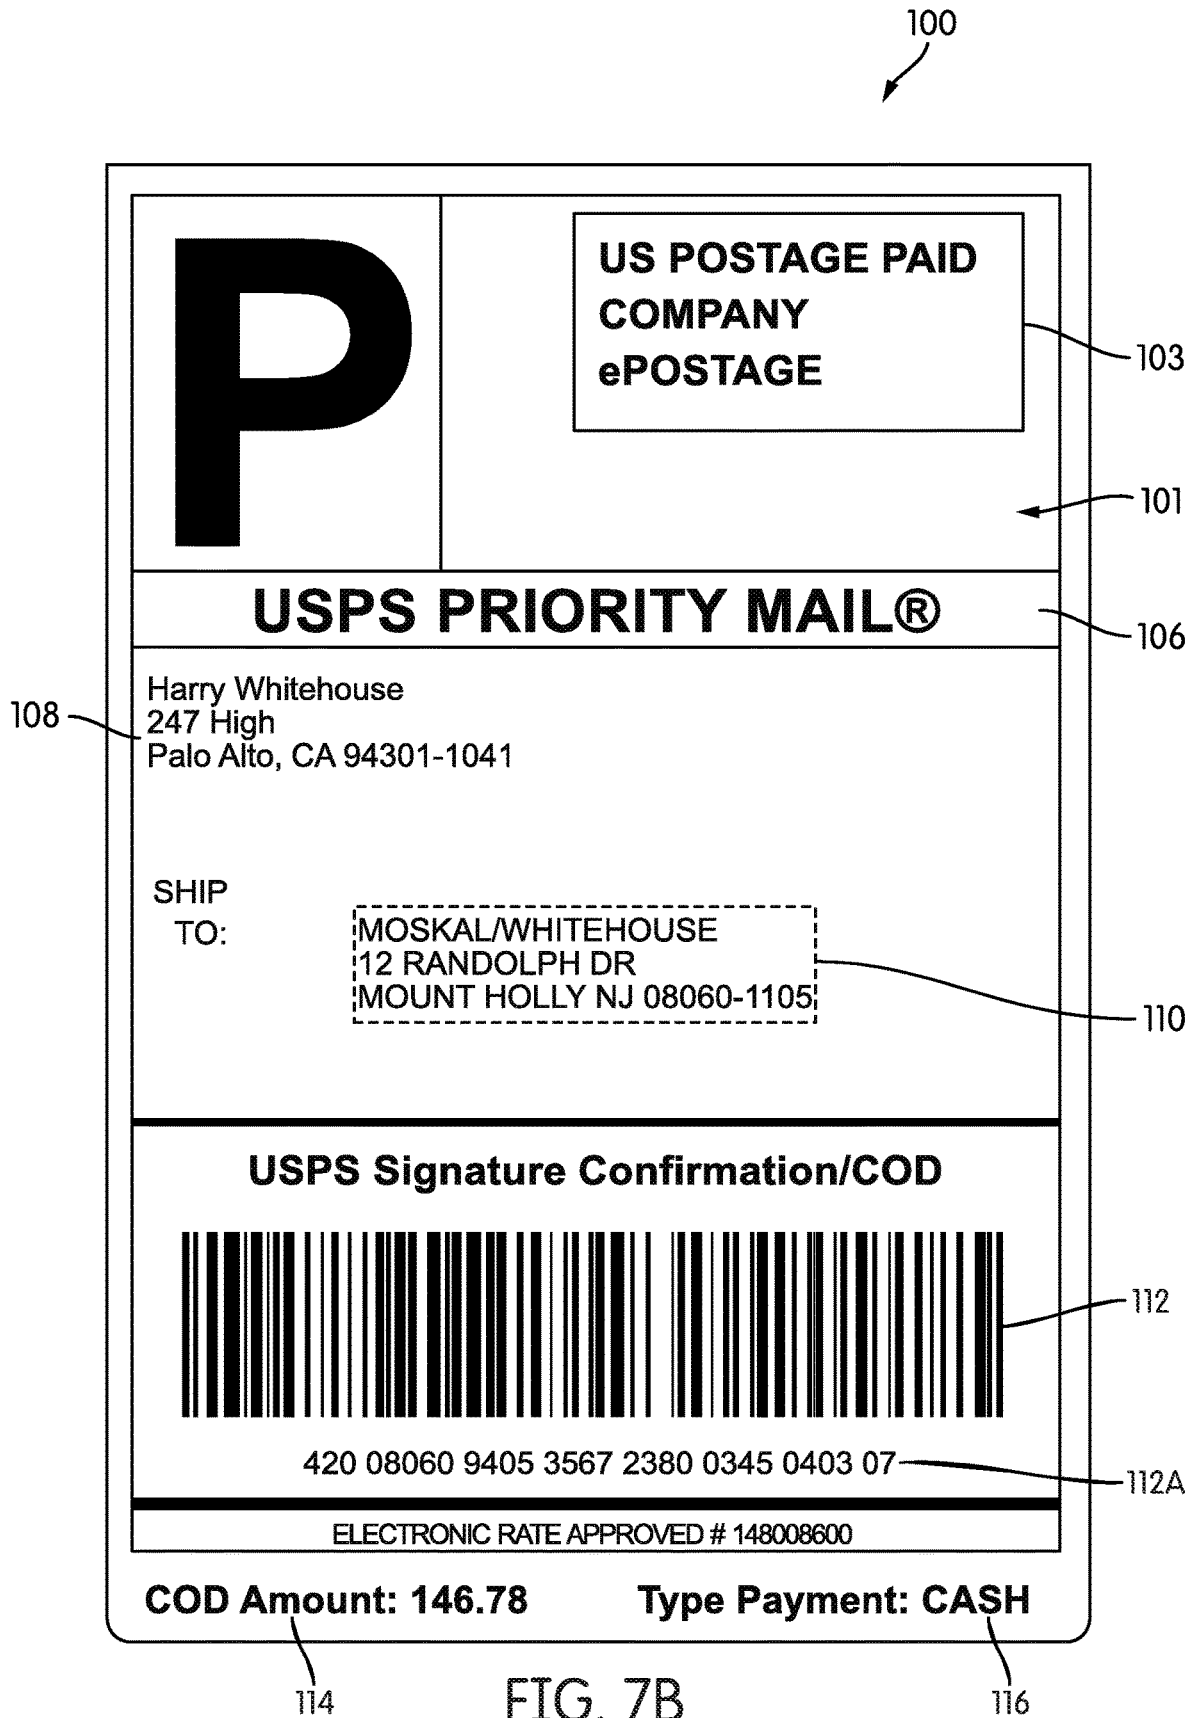 100
P
US POSTAGE PAID
COMPANY
ePOSTAGE
103
101
USPS PRIORITY MAIL®
106
Harry Whitehouse
108
247 High
Palo Alto, CA 94301-1041
SHIP
TO:
MOSKAL/WHITEHOUSE
12 RANDOLPH DR
MOUNT HOLLY NJ 08060-1105
110
USPS Signature Confirmation/COD
112
420 08060 9405 3567 2380 0345 0403 07
112A
ELECTRONIC RATE APPROVED # 148008600
COD Amount: 146.78 Type Payment: CASH
114
116
FIG. 7B